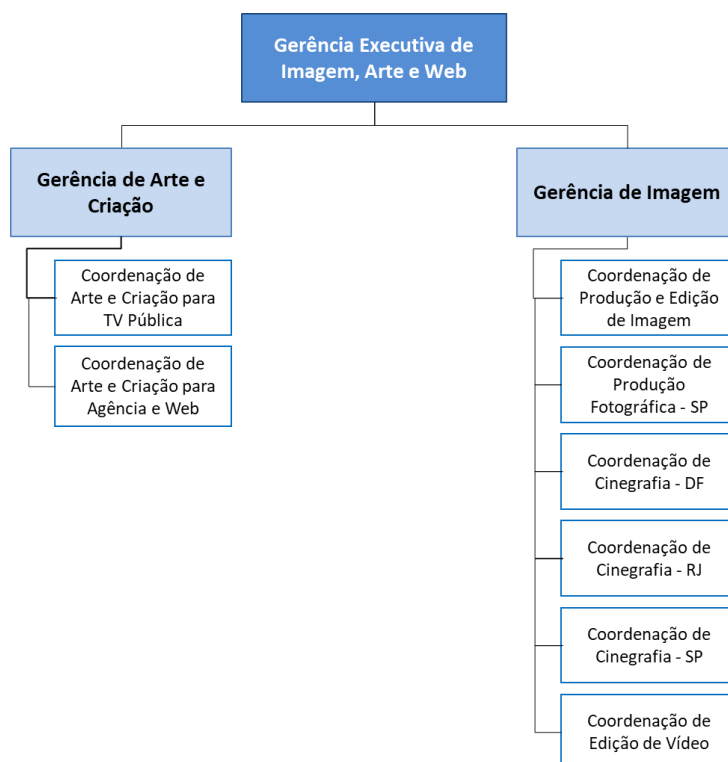 Gerência Executiva de
Imagem, Arte e Web
Gerência de Arte e
Criação
Coordenação de
Arte e Criação para
TV Pública
Coordenação de
Arte e Criação para
Agência e Web
Gerência de Imagem
Coordenação de
Produção e Edição
de Imagem
Coordenação de
Produção
Fotográfica - SP
Coordenação de
Cinegrafia - DF
Coordenação de
Cinegrafia - RJ
Coordenação de
Cinegrafia - SP
Coordenação de
Edição de Vídeo